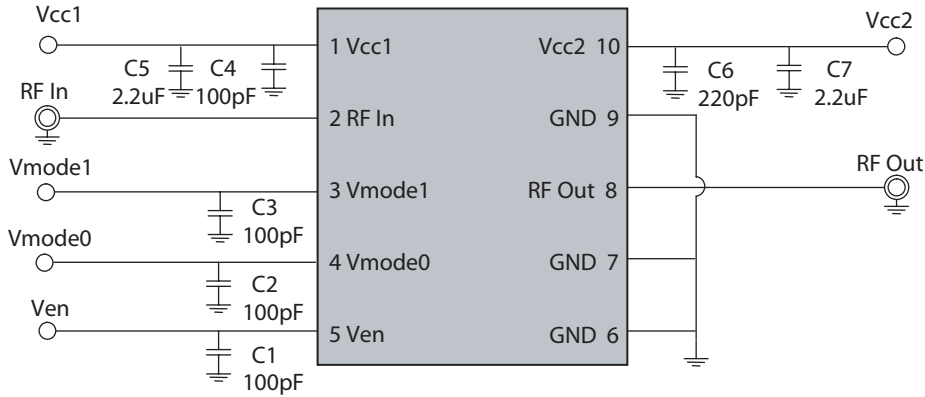 Vcc1
1 Vcc1
C5
2.2uF
C4
100pF
RF In
2 RF In
Vmode1
3 Vmode1
C3
100pF
Vmode0
4 Vmode0
C2
100pF
Ven
5 Ven
C1
100pF
Vcc2
Vcc2 10
C6
220pF
C7
2.2uF
GND 9
RF Out
RF Out 8
GND 7
GND 6